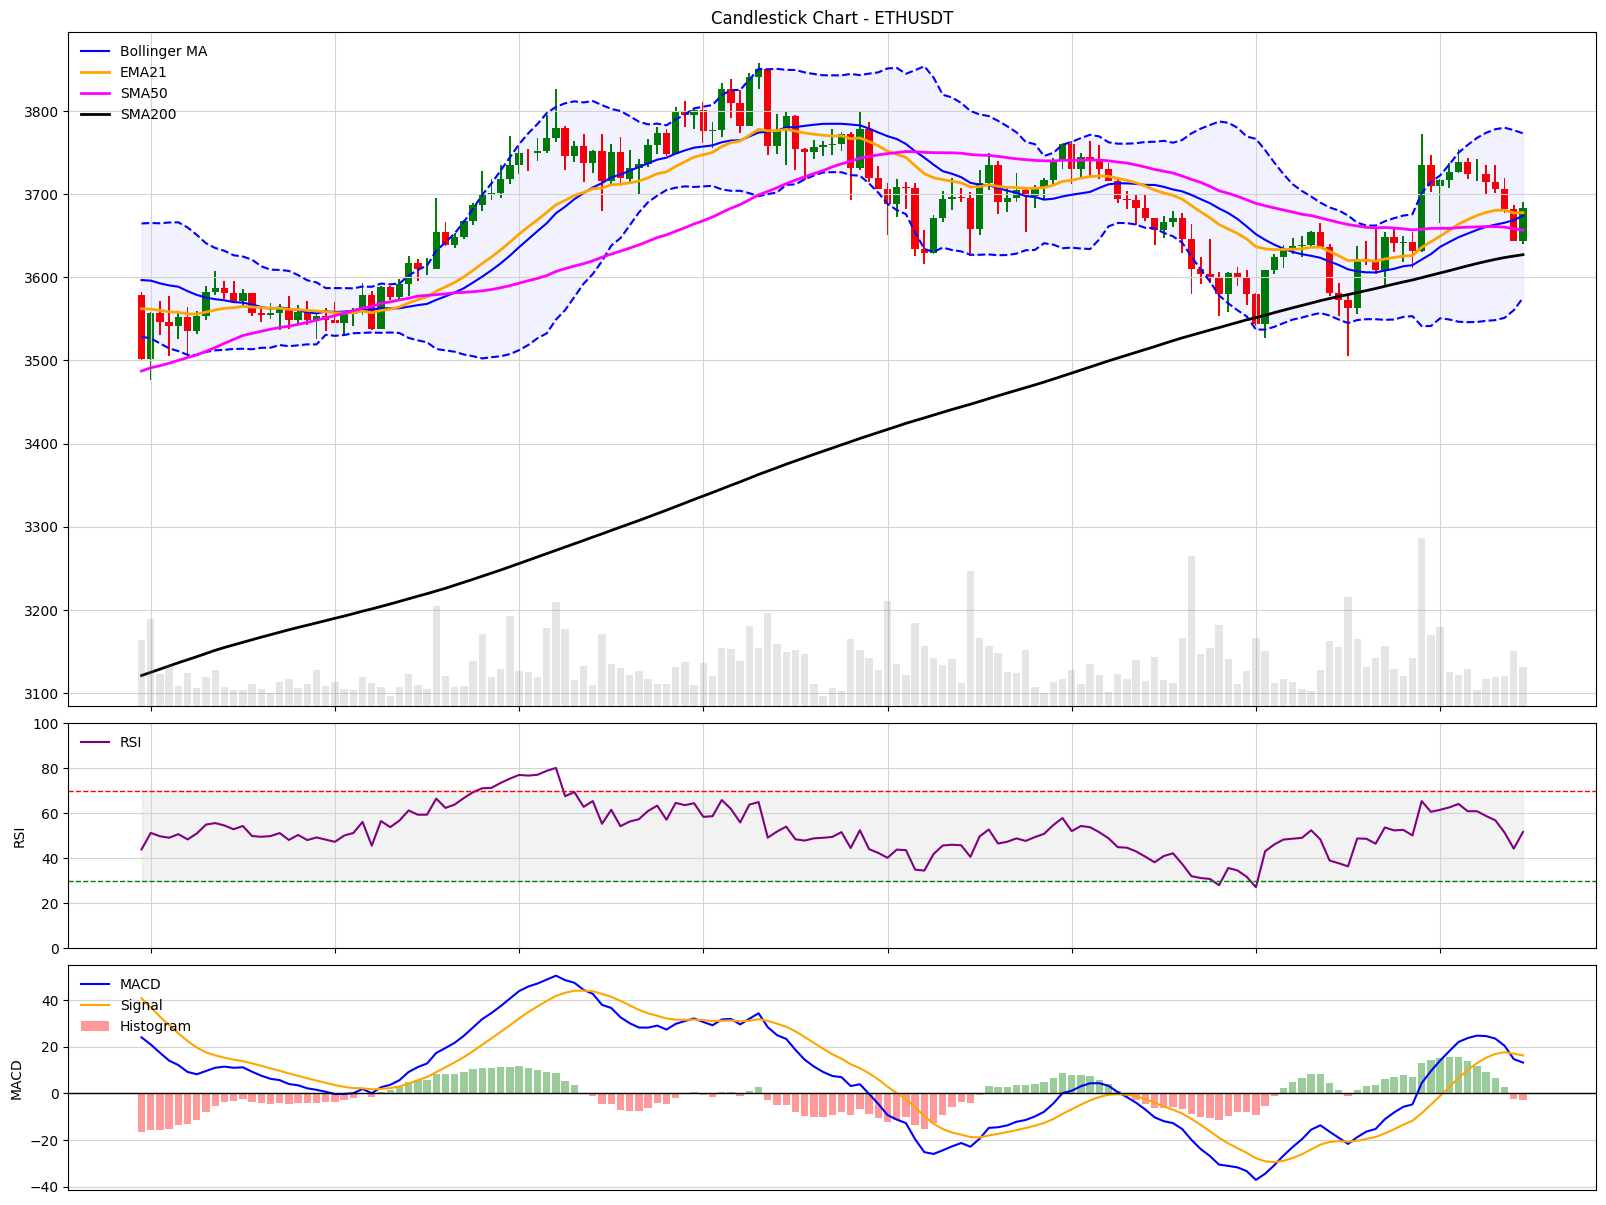 Candlestick Chart - ETHUSDT
Bollinger MA
EMA21
SMA50
SMA200
3800
3700
3600
3500
3400
3300
3200
3100
RSI
100
80
60
40
20
0
RSI
MACD
Signal
Histogram
40
20
0
−20
−40
MACD